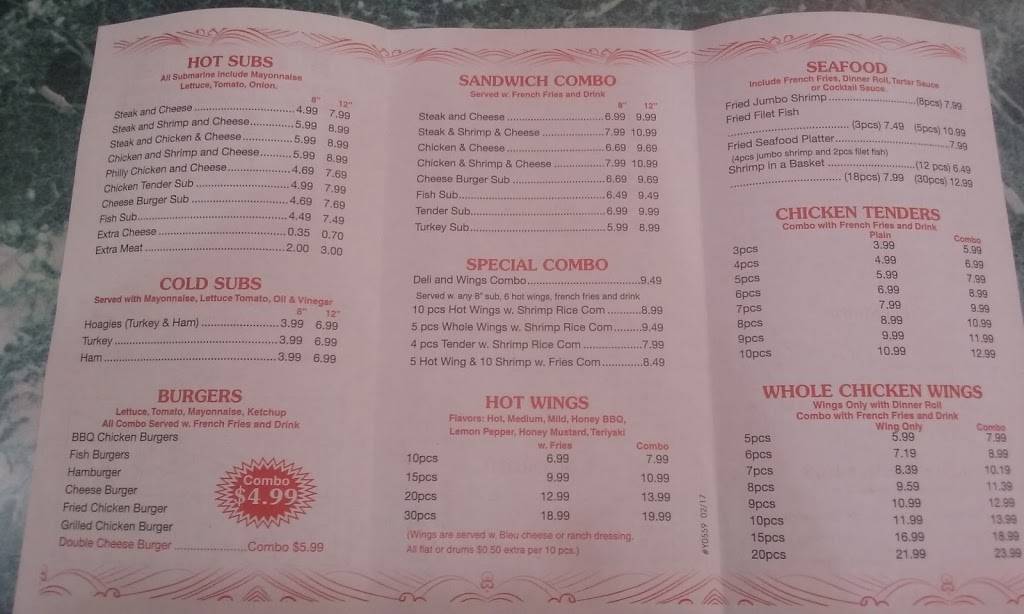 HOT SUBS
All Submarine Include Mayonnaise
Lettuce, Tomato, Onion.
8" 12"
Steak and Cheese 4.99 7.99
Steak and Shrimp and Cheese 5.99 8.99
Steak and Chicken & Cheese 5.99 8.99
Chicken and Shrimp and Cheese 5.99 8.99
Philly Chicken and Cheese 4.69 7.69
Chicken Tender Sub 4.99 7.99
Cheese Burger Sub 4.69 7.69
Fish Sub 4.49 7.49
Extra Cheese 0.35 0.70
Extra Meat 2.00 3.00
COLD SUBS
Served with Mayonnaise, Lettuce Tomato, Oil & Vinegar
8" 12"
Hoagies (Turkey & Ham) 3.99 6.99
Turkey 3.99 6.99
Ham 3.99 6.99
BURGERS
Lettuce, Tomato, Mayonnaise, Ketchup
All Combo Served w. French Fries and Drink
BBQ Chicken Burgers
Fish Burgers
Hamburger
Cheese Burger
Fried Chicken Burger
Grilled Chicken Burger
Double Cheese Burger Combo $5.99
Combo
$4.99
SANDWICH COMBO
Served w. French Fries and Drink
8" 12"
Steak and Cheese 6.99 9.99
Steak & Shrimp & Cheese 7.99 10.99
Chicken & Cheese 6.69 9.69
Chicken & Shrimp & Cheese 7.99 10.99
Cheese Burger Sub 6.69 9.69
Fish Sub 6.49 9.49
Tender Sub 6.99 9.99
Turkey Sub 5.99 8.99
SPECIAL COMBO
Deli and Wings Combo 9.49
Served w. any 8" sub, 6 hot wings, french fries and drink
10 pcs Hot Wings w. Shrimp Rice Com 8.99
5 pcs Whole Wings w. Shrimp Rice Com 9.49
4 pcs Tender w. Shrimp Rice Com 7.99
5 Hot Wing & 10 Shrimp w. Fries Com 8.49
HOT WINGS
Flavors: Hot, Medium, Mild, Honey BBQ,
Lemon Pepper, Honey Mustard, Teriyaki
w. Fries Combo
10pcs 6.99 7.99
15pcs 9.99 10.99
20pcs 12.99 13.99
30pcs 18.99 19.99
(Wings are served w. Bleu cheese or ranch dressing.
All flat or drums $0.50 extra per 10 pcs.)
#Y0559 02/17
SEAFOOD
Include French Fries, Dinner Roll, Tartar Sauce
or Cocktail Sauce
Fried Jumbo Shrimp (8pcs) 7.99
Fried Filet Fish
(3pcs) 7.49 (5pcs) 10.99
Fried Seafood Platter 7.99
(4pcs jumbo shrimp and 2pcs filet fish)
Shrimp in a Basket (12 pcs) 6.49
(18pcs) 7.99 (30pcs) 12.99
CHICKEN TENDERS
Combo with French Fries and Drink
Plain Combo
3pcs 3.99 5.99
4pcs 4.99 6.99
5pcs 5.99 7.99
6pcs 6.99 8.99
7pcs 7.99 9.99
8pcs 8.99 10.99
9pcs 9.99 11.99
10pcs 10.99 12.99
WHOLE CHICKEN WINGS
Wings Only with Dinner Roll
Combo with French Fries and Drink
Wing Only Combo
5pcs 5.99 7.99
6pcs 7.19 8.99
7pcs 8.39 10.19
8pcs 9.59 11.39
9pcs 10.99 12.99
10pcs 11.99 13.99
15pcs 16.99 18.99
20pcs 21.99 23.99